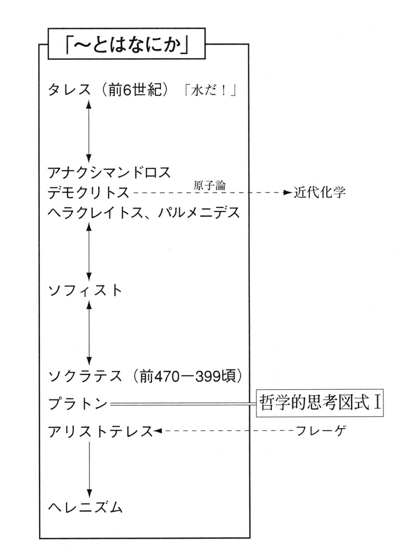 「〜とはなにか」
タレス（前6世紀）「水だ！」
アナクシマンドロス
デモクリトス 原子論 近代化学
ヘラクレイトス、パルメニデス
ソフィスト
ソクラテス（前470—399頃）
プラトン 哲学的思考図式Ⅰ
アリストテレス フレーゲ
ヘレニズム